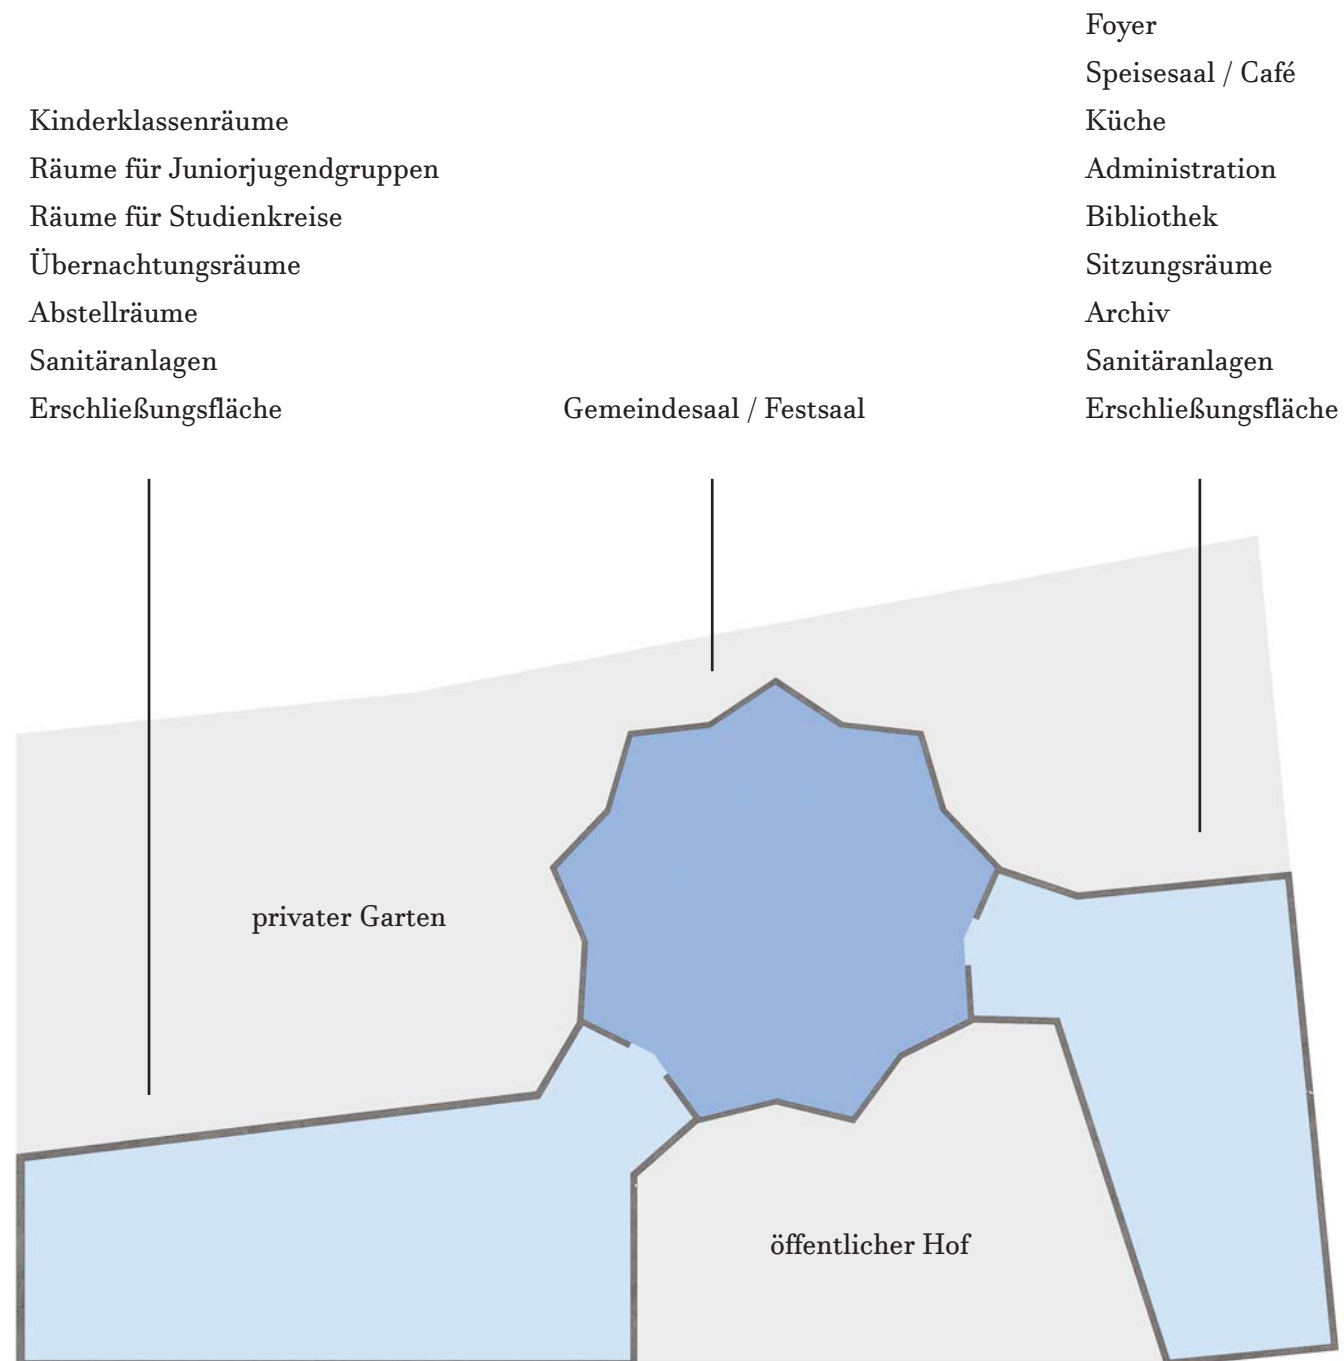 Kinderklassenräume
Räume für Juniorjugendgruppen
Räume für Studienkreise
Übernachtungsräume
Abstellräume
Sanitäranlagen
Erschließungsfläche
Gemeindesaal / Festsaal
Foyer
Speisesaal / Café
Küche
Administration
Bibliothek
Sitzungsräume
Archiv
Sanitäranlagen
Erschließungsfläche
privater Garten
öffentlicher Hof